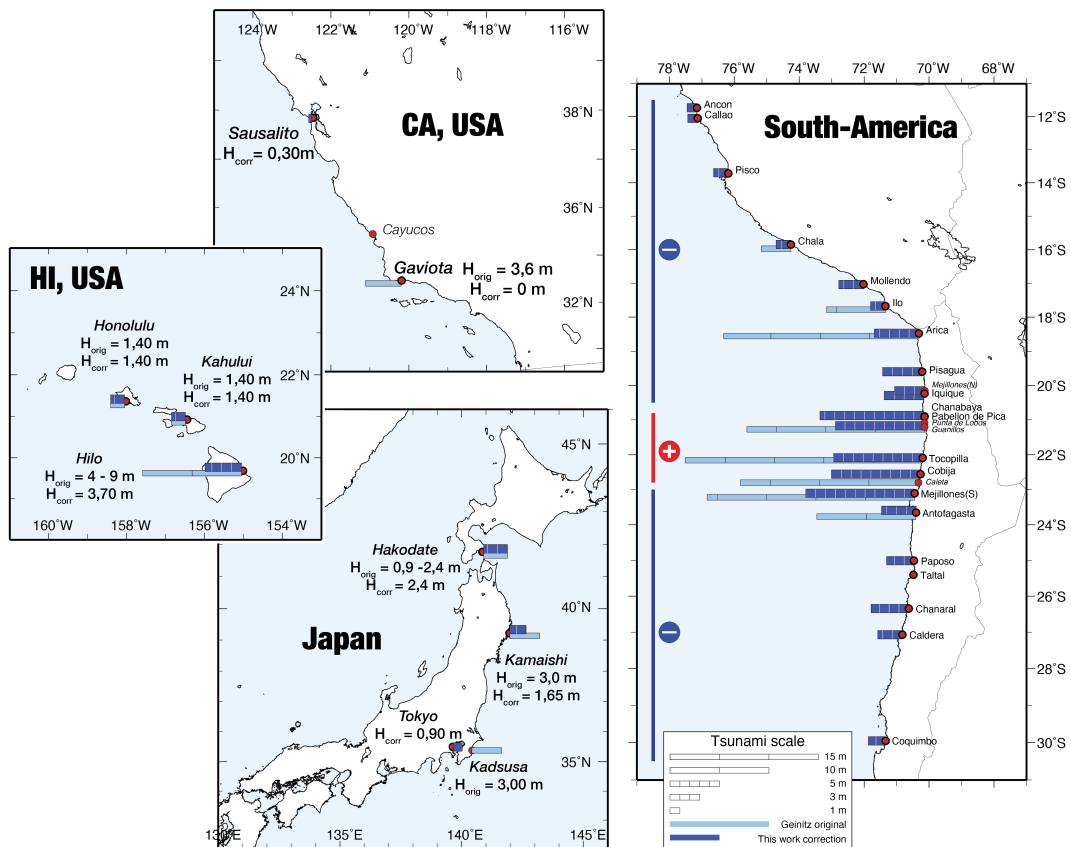 124˚W
122˚W
120˚W
118˚W
116˚W
38˚N
36˚N
32˚N
CA, USA
Sausalito
Hcorr= 0,30m
Cayucos
Gaviota
Horig = 3,6 m
Hcorr = 0 m
HI, USA
24˚N
22˚N
20˚N
Honolulu
Horig = 1,40 m
Hcorr = 1,40 m
Kahului
Horig = 1,40 m
Hcorr = 1,40 m
Hilo
Horig = 4 - 9 m
Hcorr = 3,70 m
160˚W
158˚W
156˚W
154˚W
45˚N
40˚N
35˚N
Hakodate
Horig = 0,9 -2,4 m
Hcorr = 2,4 m
Japan
Kamaishi
Horig = 3,0 m
Hcorr = 1,65 m
Tokyo
Hcorr = 0,90 m
Kadsusa
Horig = 3,00 m
130˚E
135˚E
140˚E
145˚E
78˚W
76˚W
74˚W
72˚W
70˚W
68˚W
12˚S
14˚S
16˚S
18˚S
20˚S
22˚S
24˚S
26˚S
28˚S
30˚S
South-America
Ancon
Callao
Pisco
Chala
Mollendo
Ilo
Arica
Pisagua
Mejillones(N)
Iquique
Chanabaya
Pabellon de Pica
Punta de Lobos
Guanillos
Tocopilla
Cobija
Caleta
Mejillones(S)
Antofagasta
Paposo
Taltal
Chanaral
Caldera
Coquimbo
−
+
−
Tsunami scale
15 m
10 m
5 m
3 m
1 m
Geinitz original
This work correction